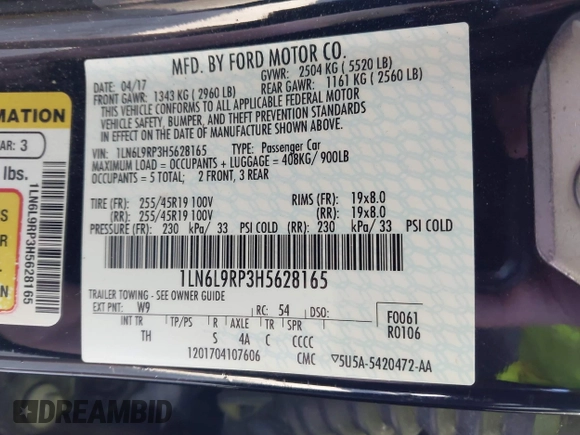 MFD. BY FORD MOTOR CO.
04/17
GVWR: 2504 KG ( 5520 LB)
FRONT GAWR: 1343 KG ( 2960 LB)
REAR GAWR: 1161 KG ( 2560 LB)
THIS VEHICLE CONFORMS TO ALL APPLICABLE FEDERAL MOTOR
VEHICLE SAFETY, BUMPER, AND THEFT PREVENTION STANDARDS
IN EFFECT ON THE DATE OF MANUFACTURE SHOWN ABOVE.
VIN: 1LN6L9RP3H5628165 TYPE: Passenger Car
MAXIMUM LOAD = OCCUPANTS + LUGGAGE = 408KG/ 900LB
OCCUPANTS = 5 TOTAL; 2 FRONT, 3 REAR
TIRE (FR): 255/45R19 100V RIMS (FR): 19x8.0
(RR): 255/45R19 100V (RR): 19x8.0
PRESSURE (FR): 230 kPa/ 33 PSI COLD (RR): 230 kPa/ 33 PSI COLD
1LN6L9RP3H5628165
TRAILER TOWING - SEE OWNER GUIDE
EXT PNT: W9 RC: 54 DSO:
F0061
R0106
INT TR TP/PS R AXLE TR SPR
TH S 4A C CCCC
1201704107606 CMC ▽5U5A-5420472-AA
MATION
AR: 3
lbs.
1LN6L9RP3H5628165
DREAMBID.COM